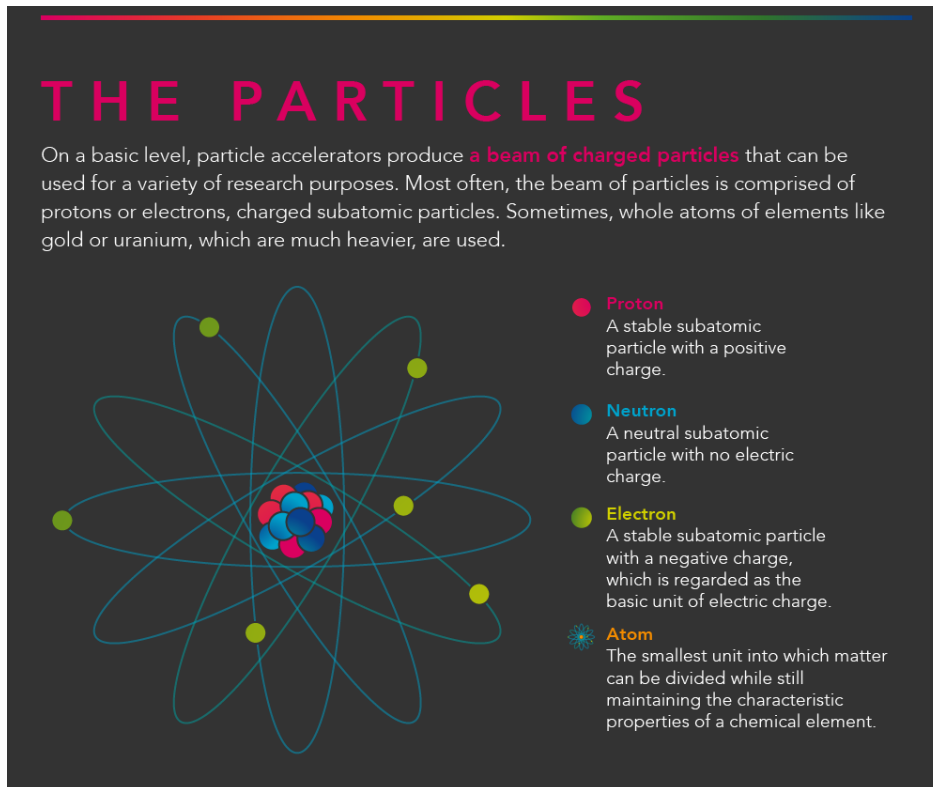 THE PARTICLES
On a basic level, particle accelerators produce a beam of charged particles that can be
used for a variety of research purposes. Most often, the beam of particles is comprised of
protons or electrons, charged subatomic particles. Sometimes, whole atoms of elements like
gold or uranium, which are much heavier, are used.
Proton
A stable subatomic
particle with a positive
charge.
Neutron
A neutral subatomic
particle with no electric
charge.
Electron
A stable subatomic particle
with a negative charge,
which is regarded as the
basic unit of electric charge.
Atom
The smallest unit into which matter
can be divided while still
maintaining the characteristic
properties of a chemical element.